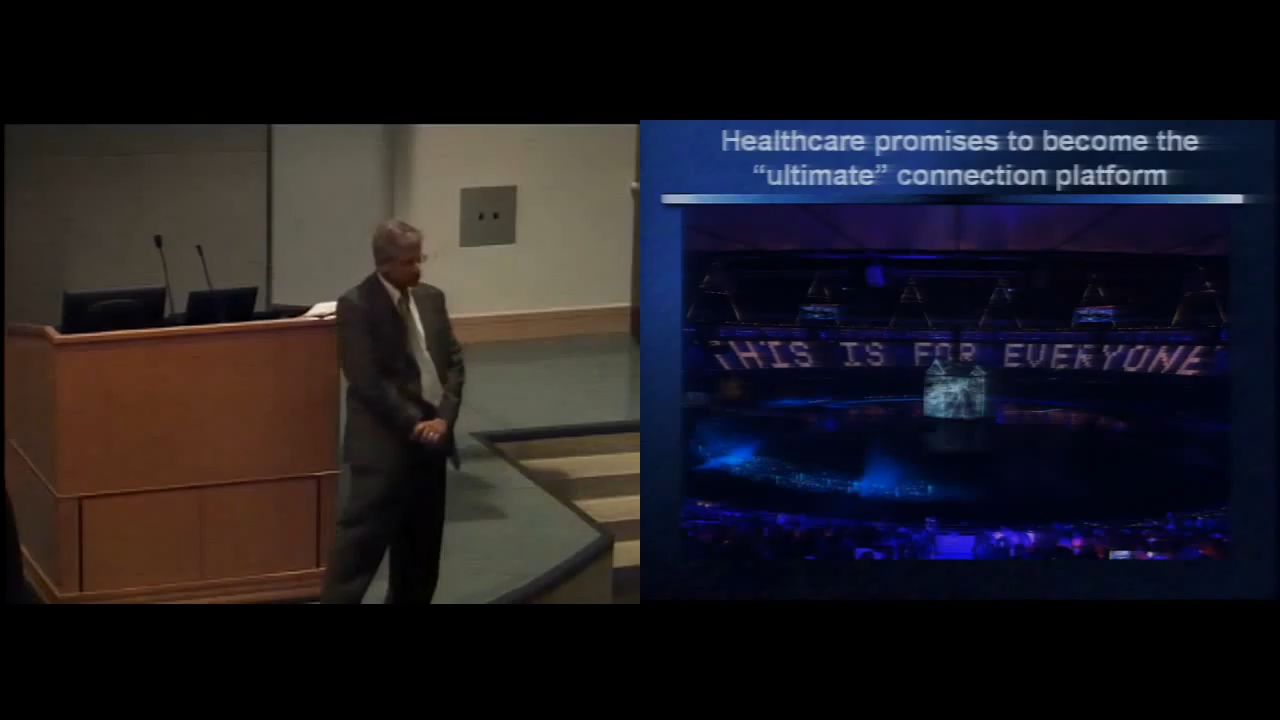 Healthcare promises to become the
“ultimate” connection platform
THIS IS FOR EVERYONE